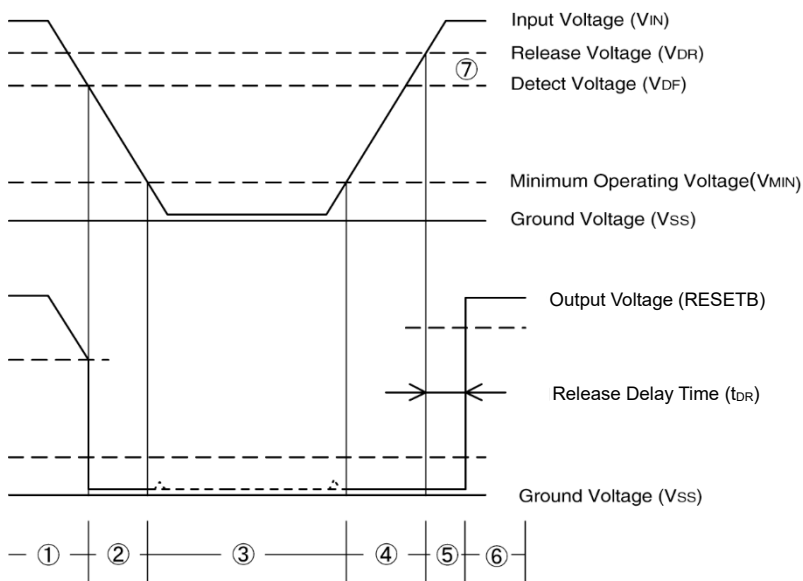 Input Voltage (VIN)
Release Voltage (VDR)
⑦
Detect Voltage (VDF)
Minimum Operating Voltage(VMIN)
Ground Voltage (VSS)
Output Voltage (RESETB)
Release Delay Time (tDR)
Ground Voltage (VSS)
① ② ③ ④ ⑤ ⑥